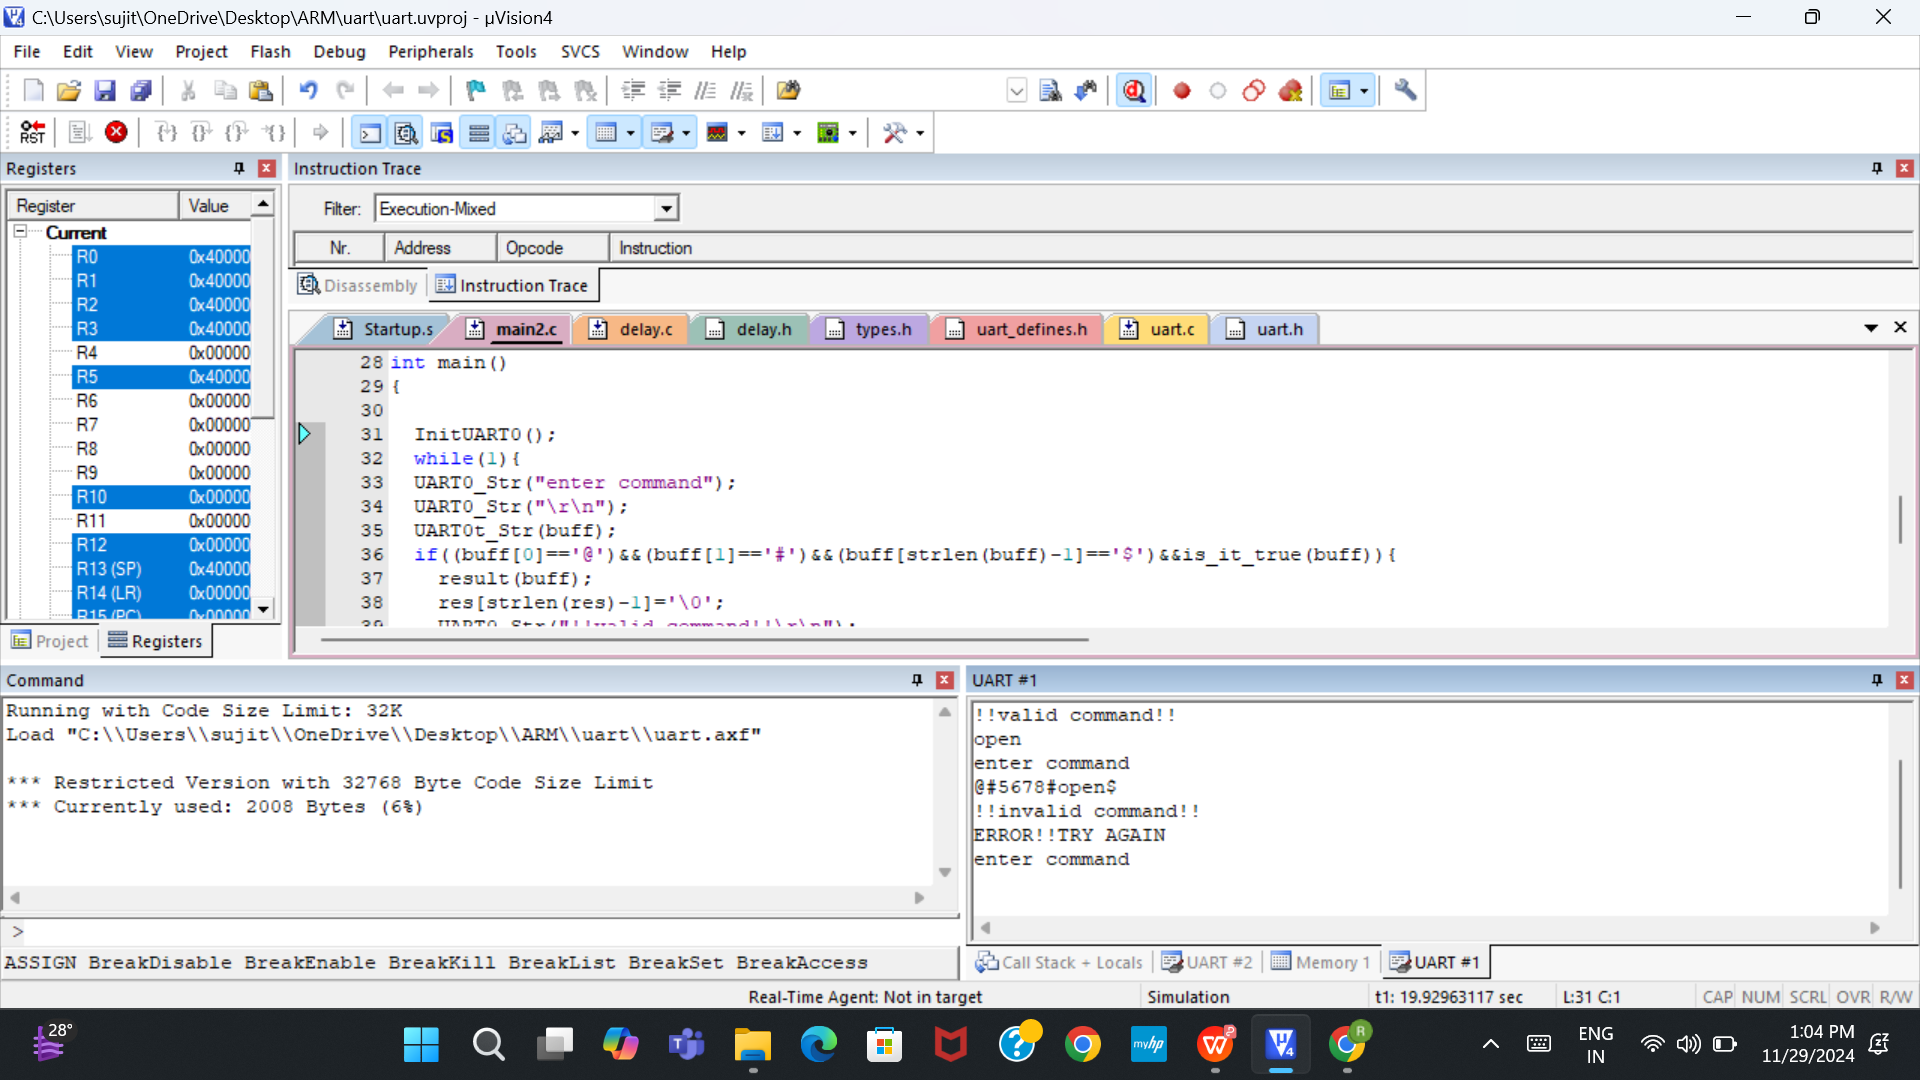 C:\Users\sujit\OneDrive\Desktop\ARM\uart\uart.uvproj - µVision4
File Edit View Project Flash Debug Peripherals Tools SVCS Window Help
RST
Registers
Instruction Trace
Register Value
Current
R0 0x40000
R1 0x40000
R2 0x40000
R3 0x40000
R4 0x00000
R5 0x40000
R6 0x00000
R7 0x00000
R8 0x00000
R9 0x00000
R10 0x00000
R11 0x00000
R12 0x00000
R13 (SP) 0x40000
R14 (LR) 0x00000
R15 (PC) 0x00000
Project Registers
Filter: Execution-Mixed
Nr. Address Opcode Instruction
Disassembly Instruction Trace
Startup.s main2.c delay.c delay.h types.h uart_defines.h uart.c uart.h
28 int main()
29 {
30
31 InitUART0();
32 while(1){
33 UART0_Str("enter command");
34 UART0_Str("\r\n");
35 UART0t_Str(buff);
36 if((buff[0]=='@')&&(buff[1]=='#')&&(buff[strlen(buff)-1]=='$')&&is_it_true(buff)){
37 result(buff);
38 res[strlen(res)-1]='\0';
39 UART0_Str("!!valid command!!\r\n");
Command
Running with Code Size Limit: 32K
Load "C:\\Users\\sujit\\OneDrive\\Desktop\\ARM\\uart\\uart.axf"
*** Restricted Version with 32768 Byte Code Size Limit
*** Currently used: 2008 Bytes (6%)
>
ASSIGN BreakDisable BreakEnable BreakKill BreakList BreakSet BreakAccess
UART #1
!!valid command!!
open
enter command
@#5678#open$
!!invalid command!!
ERROR!!TRY AGAIN
enter command
Call Stack + Locals UART #2 Memory 1 UART #1
Real-Time Agent: Not in target Simulation t1: 19.92963117 sec L:31 C:1 CAP NUM SCRL OVR R/W
28°
myhp
R
ENG
IN
1:04 PM
11/29/2024